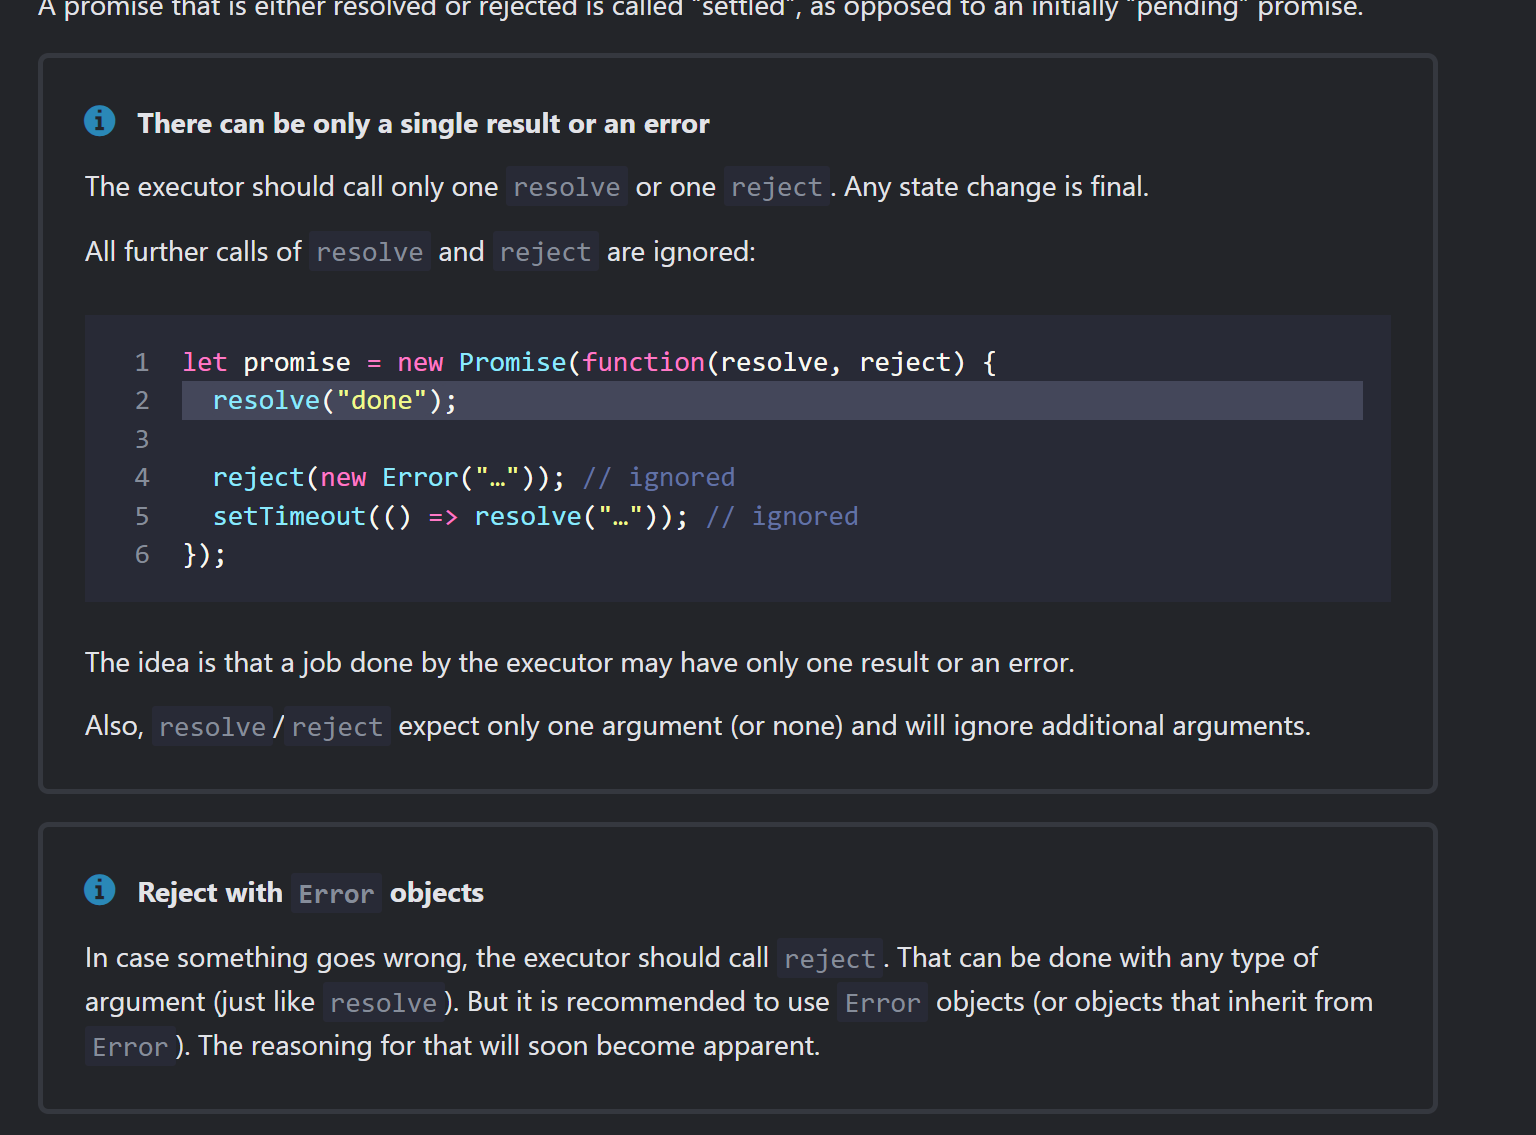 A promise that is either resolved or rejected is called “settled”, as opposed to an initially “pending” promise.
There can be only a single result or an error
The executor should call only one resolve or one reject. Any state change is final.
All further calls of resolve and reject are ignored:
1 let promise = new Promise(function(resolve, reject) {
2   resolve("done");
3
4   reject(new Error("…")); // ignored
5   setTimeout(() => resolve("…")); // ignored
6 });
The idea is that a job done by the executor may have only one result or an error.
Also, resolve/reject expect only one argument (or none) and will ignore additional arguments.
Reject with Error objects
In case something goes wrong, the executor should call reject. That can be done with any type of
argument (just like resolve). But it is recommended to use Error objects (or objects that inherit from
Error). The reasoning for that will soon become apparent.